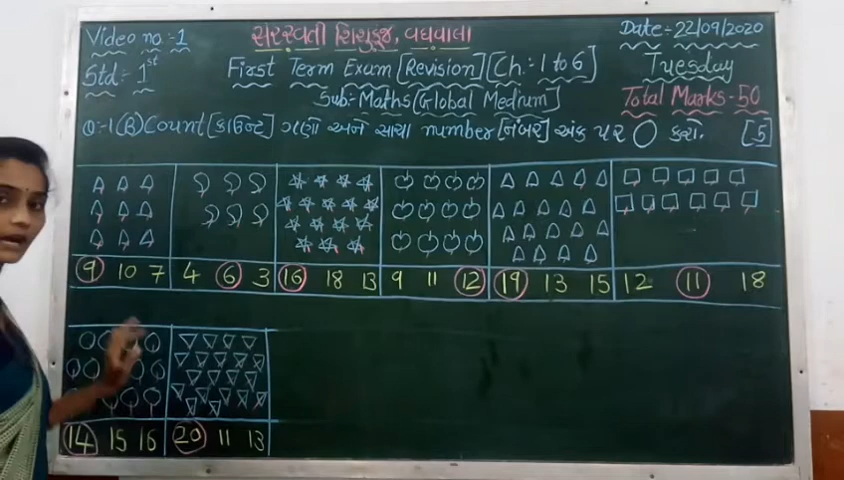 Video no.- 1
સરસ્વતી શિશુકુંજ, વઘવાલા
Date:- 22/09/2020
Std:- 1st
First Term Exam [Revision] [Ch.: 1 to 6]
Tuesday
Sub:- Maths [Global Medium]
Total Marks - 50
Q:-1 (B) Count [કાઉન્ટ] ગણો અને સાચા number [નંબર] અંક પર ○ કરો. [5]
9 10 7 4 6 3 16 18 13 9 11 12 19 13 15 12 11 18
14 15 16 20 11 13